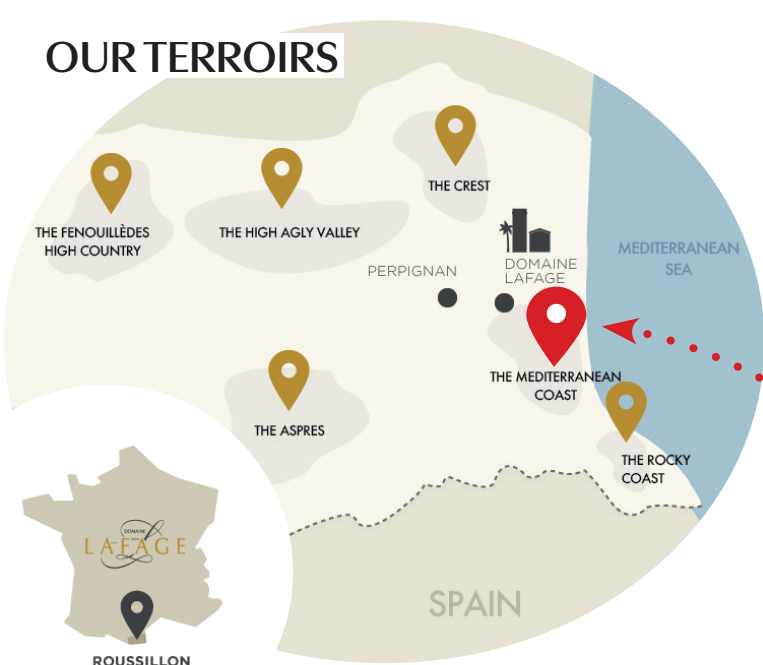 OUR TERROIRS
THE CREST
THE FENOUILLÈDES
HIGH COUNTRY
THE HIGH AGLY VALLEY
MEDITERRANEAN
SEA
PERPIGNAN
DOMAINE
LAFAGE
THE MEDITERRANEAN
COAST
THE ASPRES
THE ROCKY
COAST
DOMAINE
LAFAGE
SPAIN
ROUSSILLON